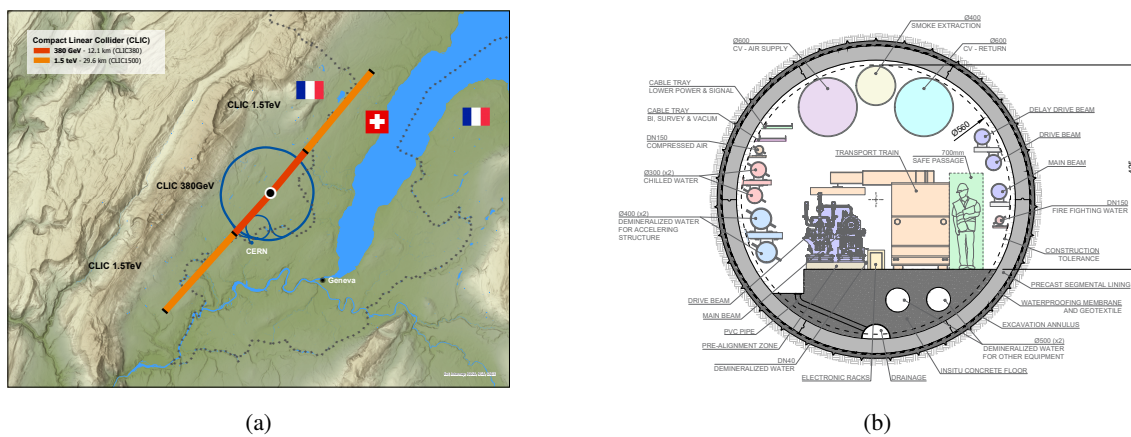 Compact Linear Collider (CLIC)
380 GeV - 12.1 km (CLIC380)
1.5 teV - 29.6 km (CLIC1500)
CLIC 1.5TeV
CLIC 380GeV
CERN
CLIC 1.5TeV
Geneva
(a)
Ø400
SMOKE EXTRACTION
Ø600
CV - AIR SUPPLY
Ø600
CV - RETURN
CABLE TRAY
LOWER POWER & SIGNAL
CABLE TRAY
BI, SURVEY & VACUM
DN150
COMPRESSED AIR
Ø300 (x2)
CHILLED WATER
Ø400 (x2)
DEMINERALIZED WATER
FOR ACCELERING
STRUCTURE
DRIVE BEAM
MAIN BEAM
PVC PIPE
PRE-ALIGNMENT ZONE
DN40
DEMINERALIZED WATER
ELECTRONIC RACKS
DRAINAGE
TRANSPORT TRAIN
700mm
SAFE PASSAGE
Ø560
DELAY DRIVE BEAM
DRIVE BEAM
MAIN BEAM
DN150
FIRE FIGHTING WATER
CONSTRUCTION
TOLERANCE
PRECAST SEGMENTAL LINING
WATERPROOFING MEMBRANE
AND GEOTEXTILE
EXCAVATION ANNULUS
Ø500 (x2)
DEMINERALIZED WATER
FOR OTHER EQUIPMENT
INSITU CONCRETE FLOOR
(b)